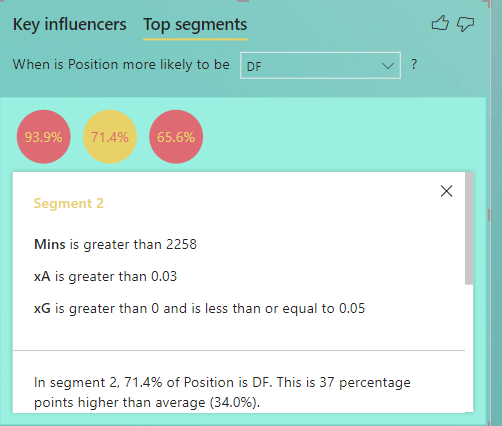 Key influencers Top segments
When is Position more likely to be DF ?
93.9% 71.4% 65.6%
Segment 2
Mins is greater than 2258
xA is greater than 0.03
xG is greater than 0 and is less than or equal to 0.05
In segment 2, 71.4% of Position is DF. This is 37 percentage
points higher than average (34.0%).